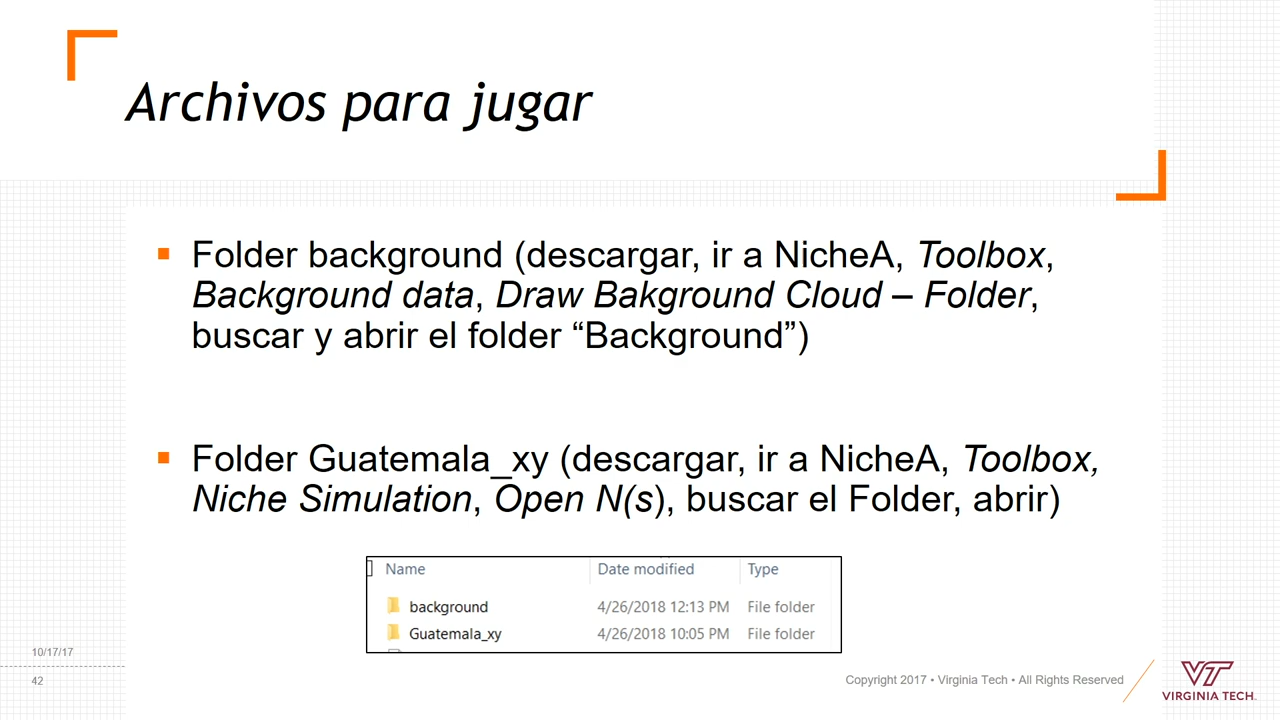 Archivos para jugar
Folder background (descargar, ir a NicheA, Toolbox,
Background data, Draw Bakground Cloud – Folder,
buscar y abrir el folder “Background”)
Folder Guatemala_xy (descargar, ir a NicheA, Toolbox,
Niche Simulation, Open N(s), buscar el Folder, abrir)
Name Date modified Type
background 4/26/2018 12:13 PM File folder
Guatemala_xy 4/26/2018 10:05 PM File folder
10/17/17
42
Copyright 2017 • Virginia Tech • All Rights Reserved
VT
VIRGINIA TECH.